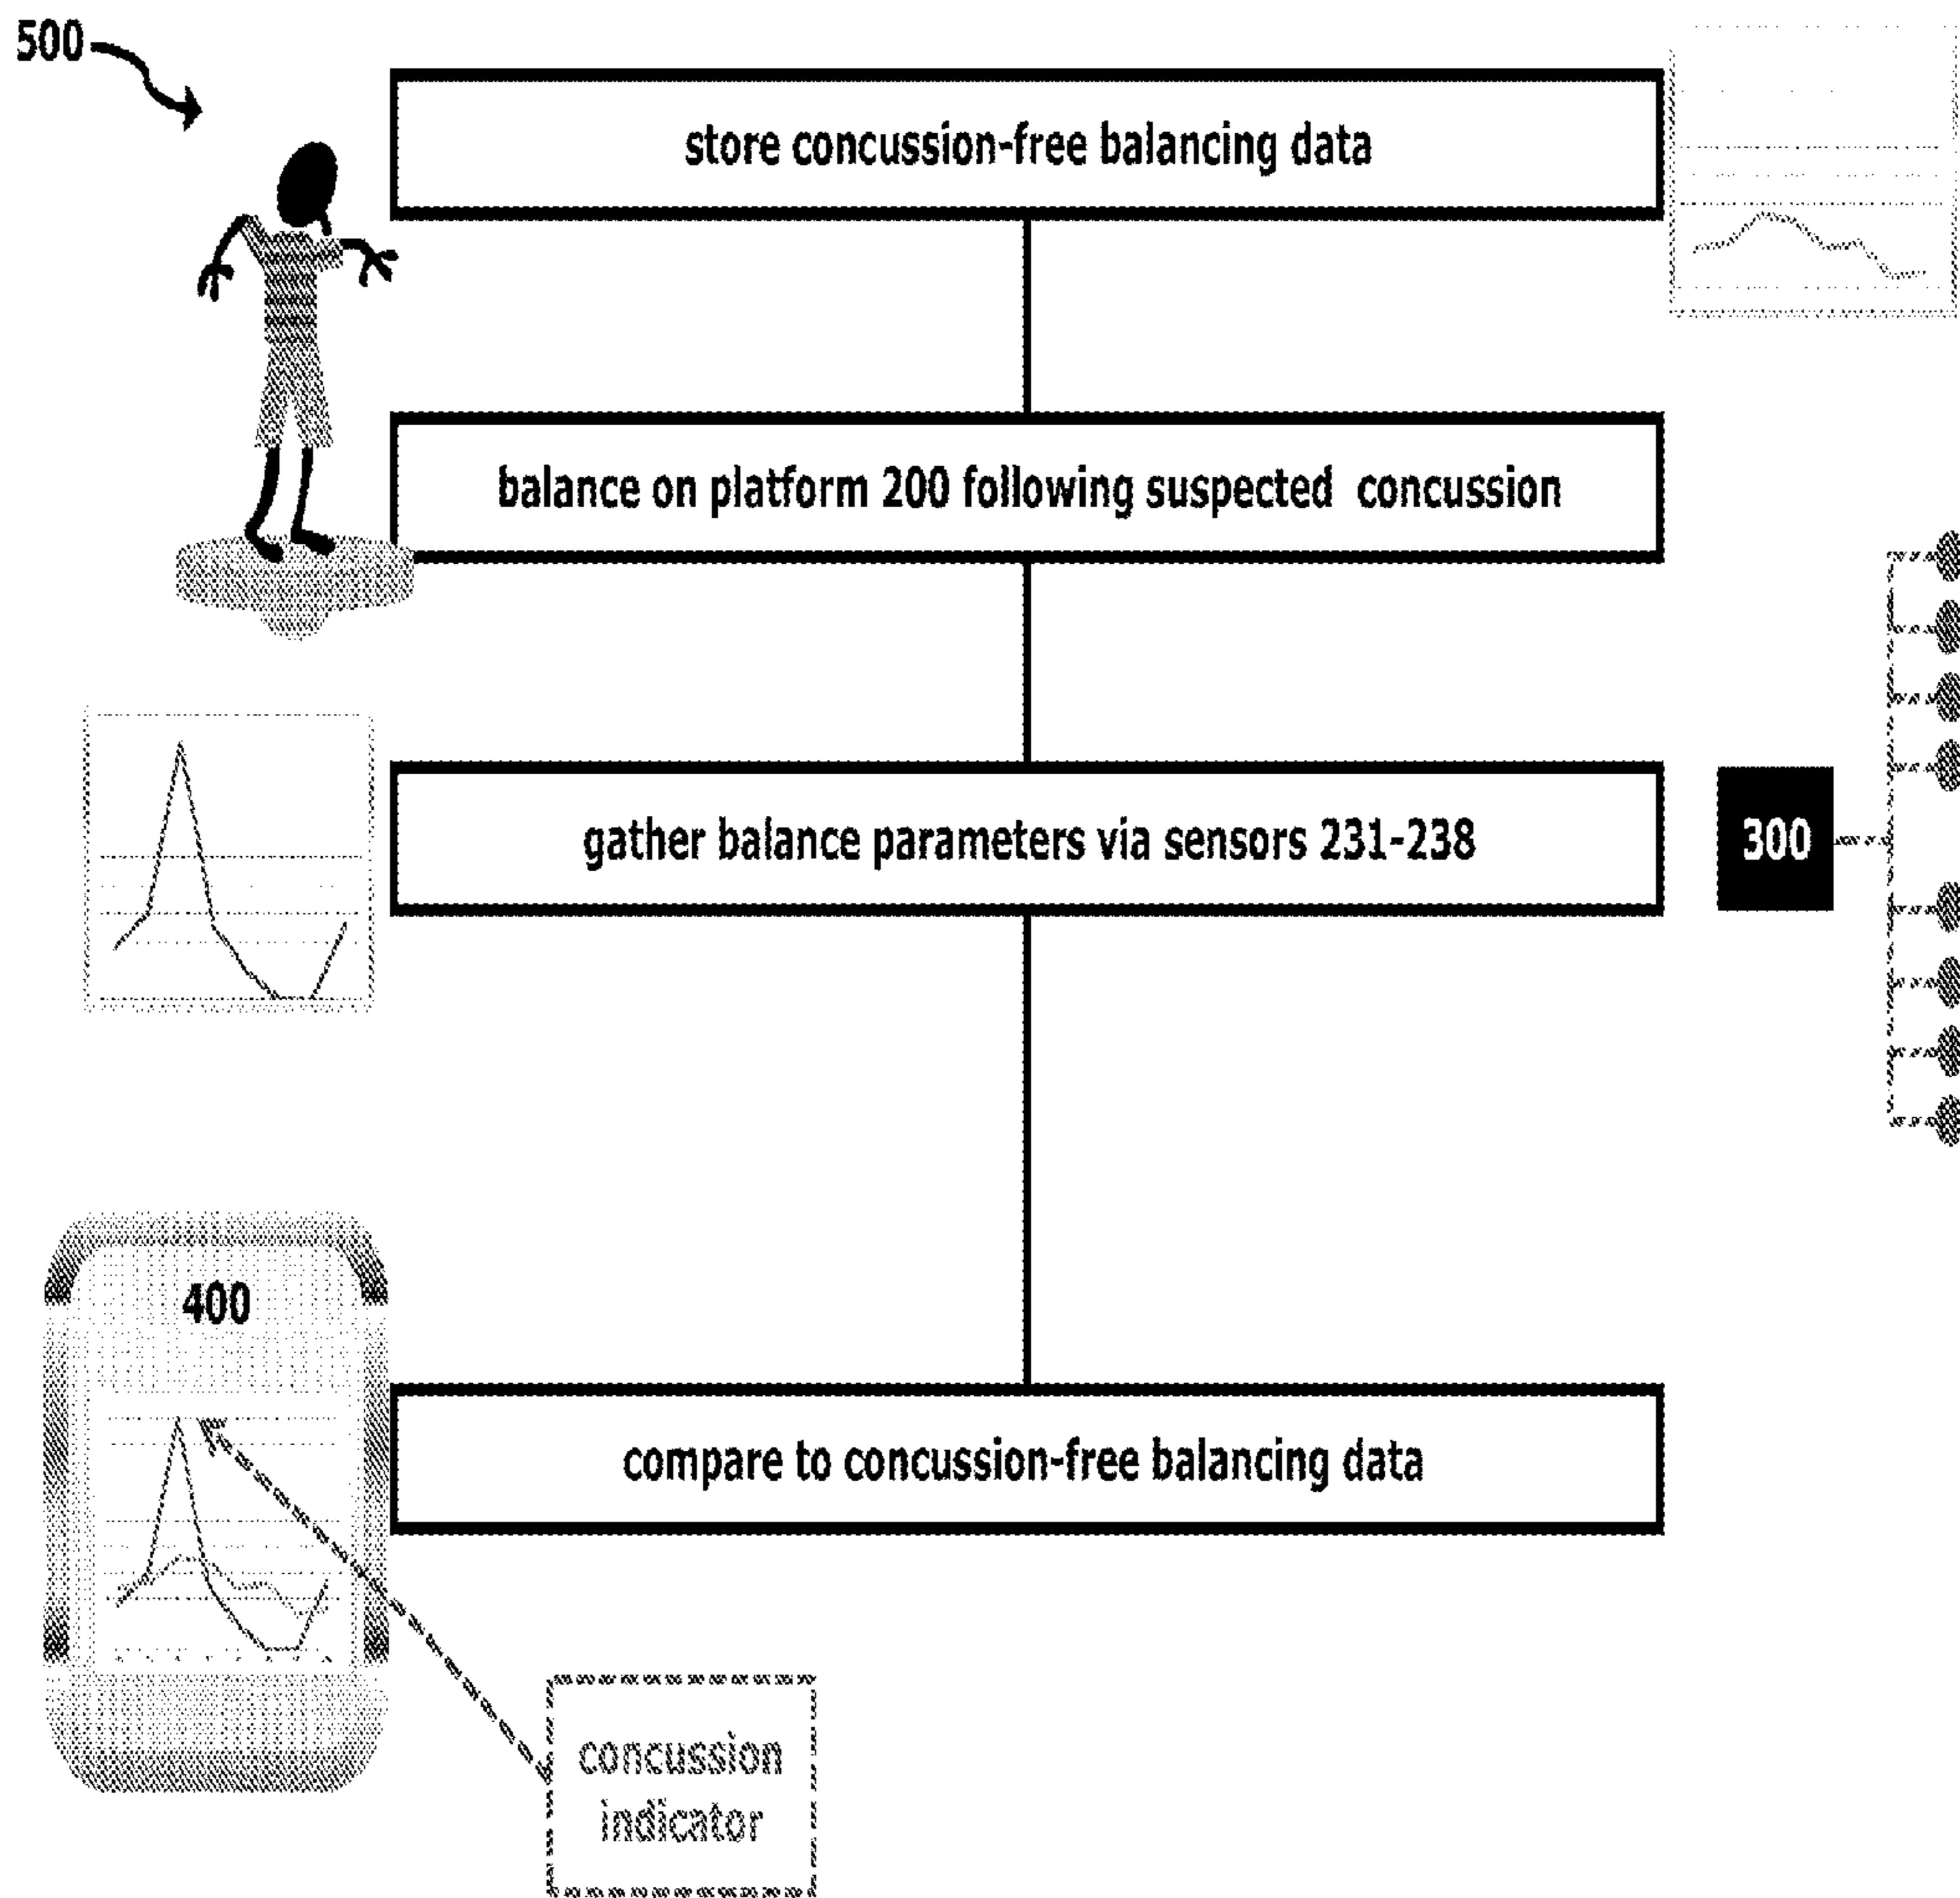 500
store concussion-free balancing data
balance on platform 200 following suspected concussion
gather balance parameters via sensors 231-238
300
400
compare to concussion-free balancing data
concussion
indicator